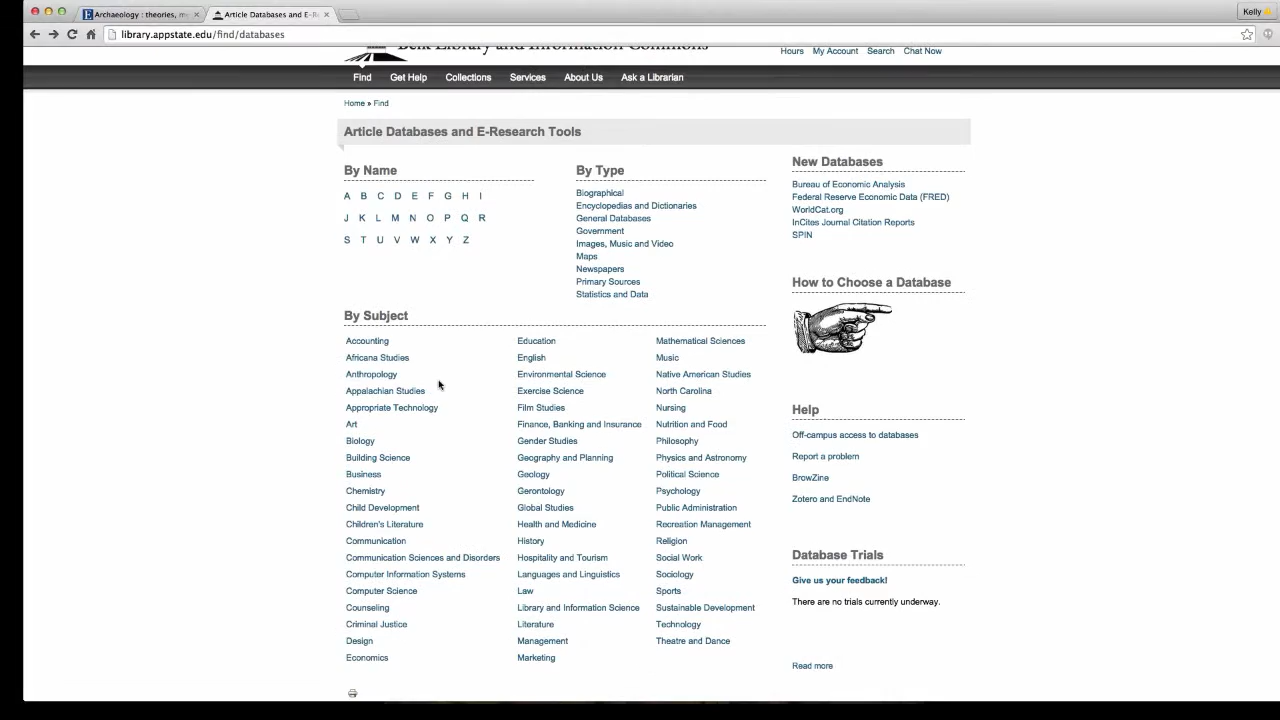 Archaeology : theories, m
Article Databases and E-R
Kelly
library.appstate.edu/find/databases
Belk Library and Information Commons
Hours My Account Search Chat Now
Find Get Help Collections Services About Us Ask a Librarian
Home » Find
Article Databases and E-Research Tools
By Name
A B C D E F G H I
J K L M N O P Q R
S T U V W X Y Z
By Type
Biographical
Encyclopedias and Dictionaries
General Databases
Government
Images, Music and Video
Maps
Newspapers
Primary Sources
Statistics and Data
By Subject
Accounting
Africana Studies
Anthropology
Appalachian Studies
Appropriate Technology
Art
Biology
Building Science
Business
Chemistry
Child Development
Children's Literature
Communication
Communication Sciences and Disorders
Computer Information Systems
Computer Science
Counseling
Criminal Justice
Design
Economics
Education
English
Environmental Science
Exercise Science
Film Studies
Finance, Banking and Insurance
Gender Studies
Geography and Planning
Geology
Gerontology
Global Studies
Health and Medicine
History
Hospitality and Tourism
Languages and Linguistics
Law
Library and Information Science
Literature
Management
Marketing
Mathematical Sciences
Music
Native American Studies
North Carolina
Nursing
Nutrition and Food
Philosophy
Physics and Astronomy
Political Science
Psychology
Public Administration
Recreation Management
Religion
Social Work
Sociology
Sports
Sustainable Development
Technology
Theatre and Dance
New Databases
Bureau of Economic Analysis
Federal Reserve Economic Data (FRED)
WorldCat.org
InCites Journal Citation Reports
SPIN
How to Choose a Database
Help
Off-campus access to databases
Report a problem
BrowZine
Zotero and EndNote
Database Trials
Give us your feedback!
There are no trials currently underway.
Read more